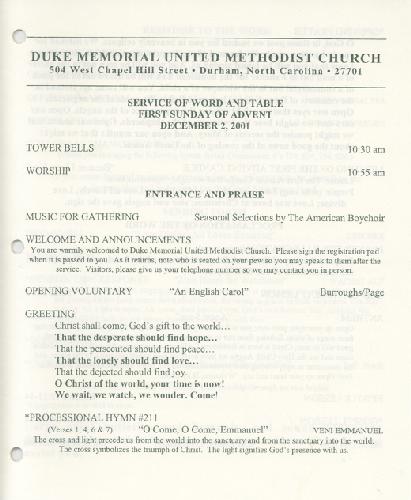 DUKE MEMORIAL UNITED METHODIST CHURCH
504 West Chapel Hill Street • Durham, North Carolina • 27701
SERVICE OF WORD AND TABLE
FIRST SUNDAY OF ADVENT
DECEMBER 2, 2001
TOWER BELLS 10:30 am
WORSHIP 10:55 am
ENTRANCE AND PRAISE
MUSIC FOR GATHERING Seasonal Selections by The American Boychoir
WELCOME AND ANNOUNCEMENTS
You are warmly welcomed to Duke Memorial United Methodist Church. Please sign the registration pad
when it is passed to you. As it returns, note who is seated on your pew so you may speak to them after the
service. Visitors, please give us your telephone number so we may contact you in person.
OPENING VOLUNTARY "An English Carol" Burroughs/Page
GREETING
Christ shall come, God's gift to the world…
That the desperate should find hope…
That the persecuted should find peace…
That the lonely should find love…
That the dejected should find joy.
O Christ of the world, your time is now!
We wait, we watch, we wonder. Come!
*PROCESSIONAL HYMN #211
(Verses 1, 4, 6 & 7) "O Come, O Come, Emmanuel" VENI EMMANUEL
The cross and light precede us from the world into the sanctuary and from the sanctuary into the world.
The cross symbolizes the triumph of Christ. The light signifies God's presence with us.